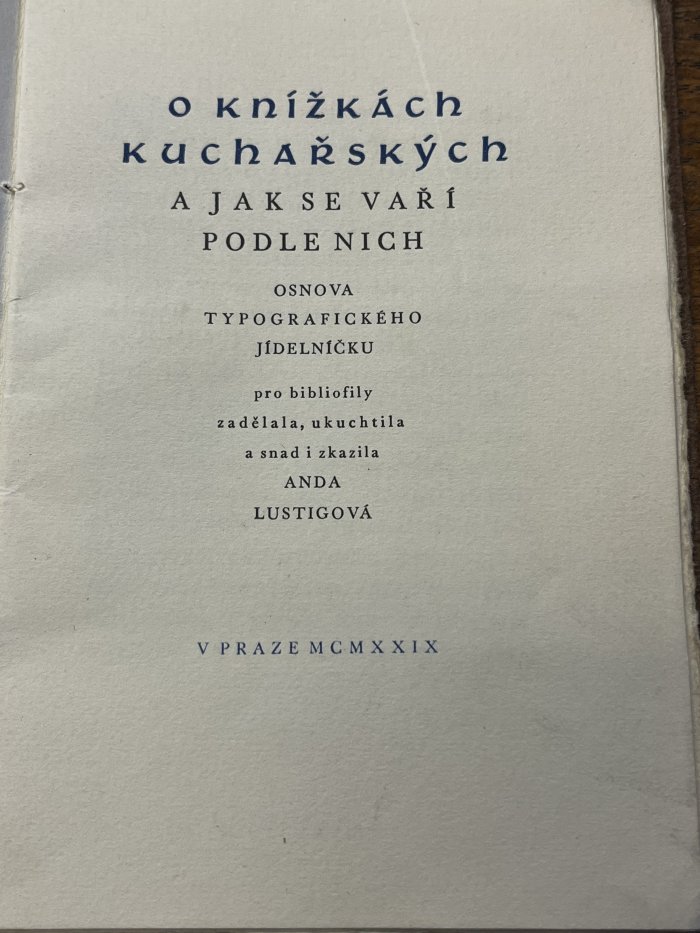 O KNÍŽKÁCH
KUCHAŘSKÝCH
A JAK SE VAŘÍ
PODLE NICH
OSNOVA
TYPOGRAFICKÉHO
JÍDELNÍČKU
pro bibliofily
zadělala, ukuchtila
a snad i zkazila
ANDA
LUSTIGOVÁ
V PRAZE MCMXXIX